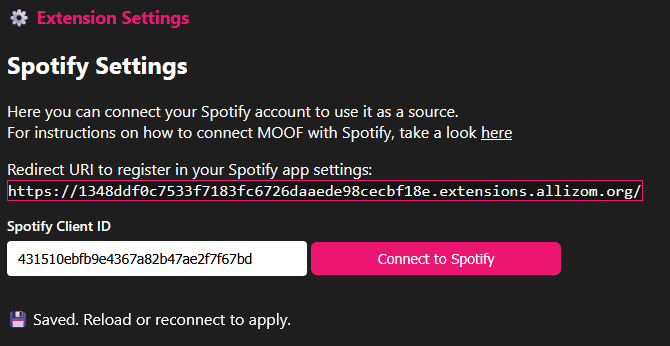 Extension Settings
Spotify Settings
Here you can connect your Spotify account to use it as a source.
For instructions on how to connect MOOF with Spotify, take a look here
Redirect URI to register in your Spotify app settings:
https://1348ddf0c7533f7183fc6726daaede98cecbf18e.extensions.allizom.org/
Spotify Client ID
431510ebfb9e4367a82b47ae2f7f67bd
Connect to Spotify
Saved. Reload or reconnect to apply.